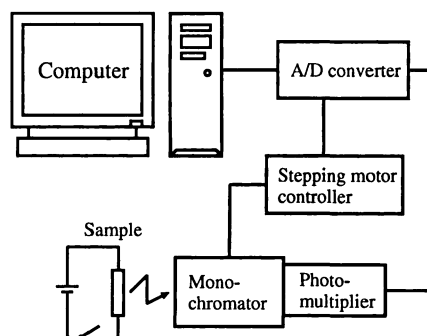 Computer
A/D converter
Stepping motor
controller
Sample
Mono-
chromator
Photo-
multiplier